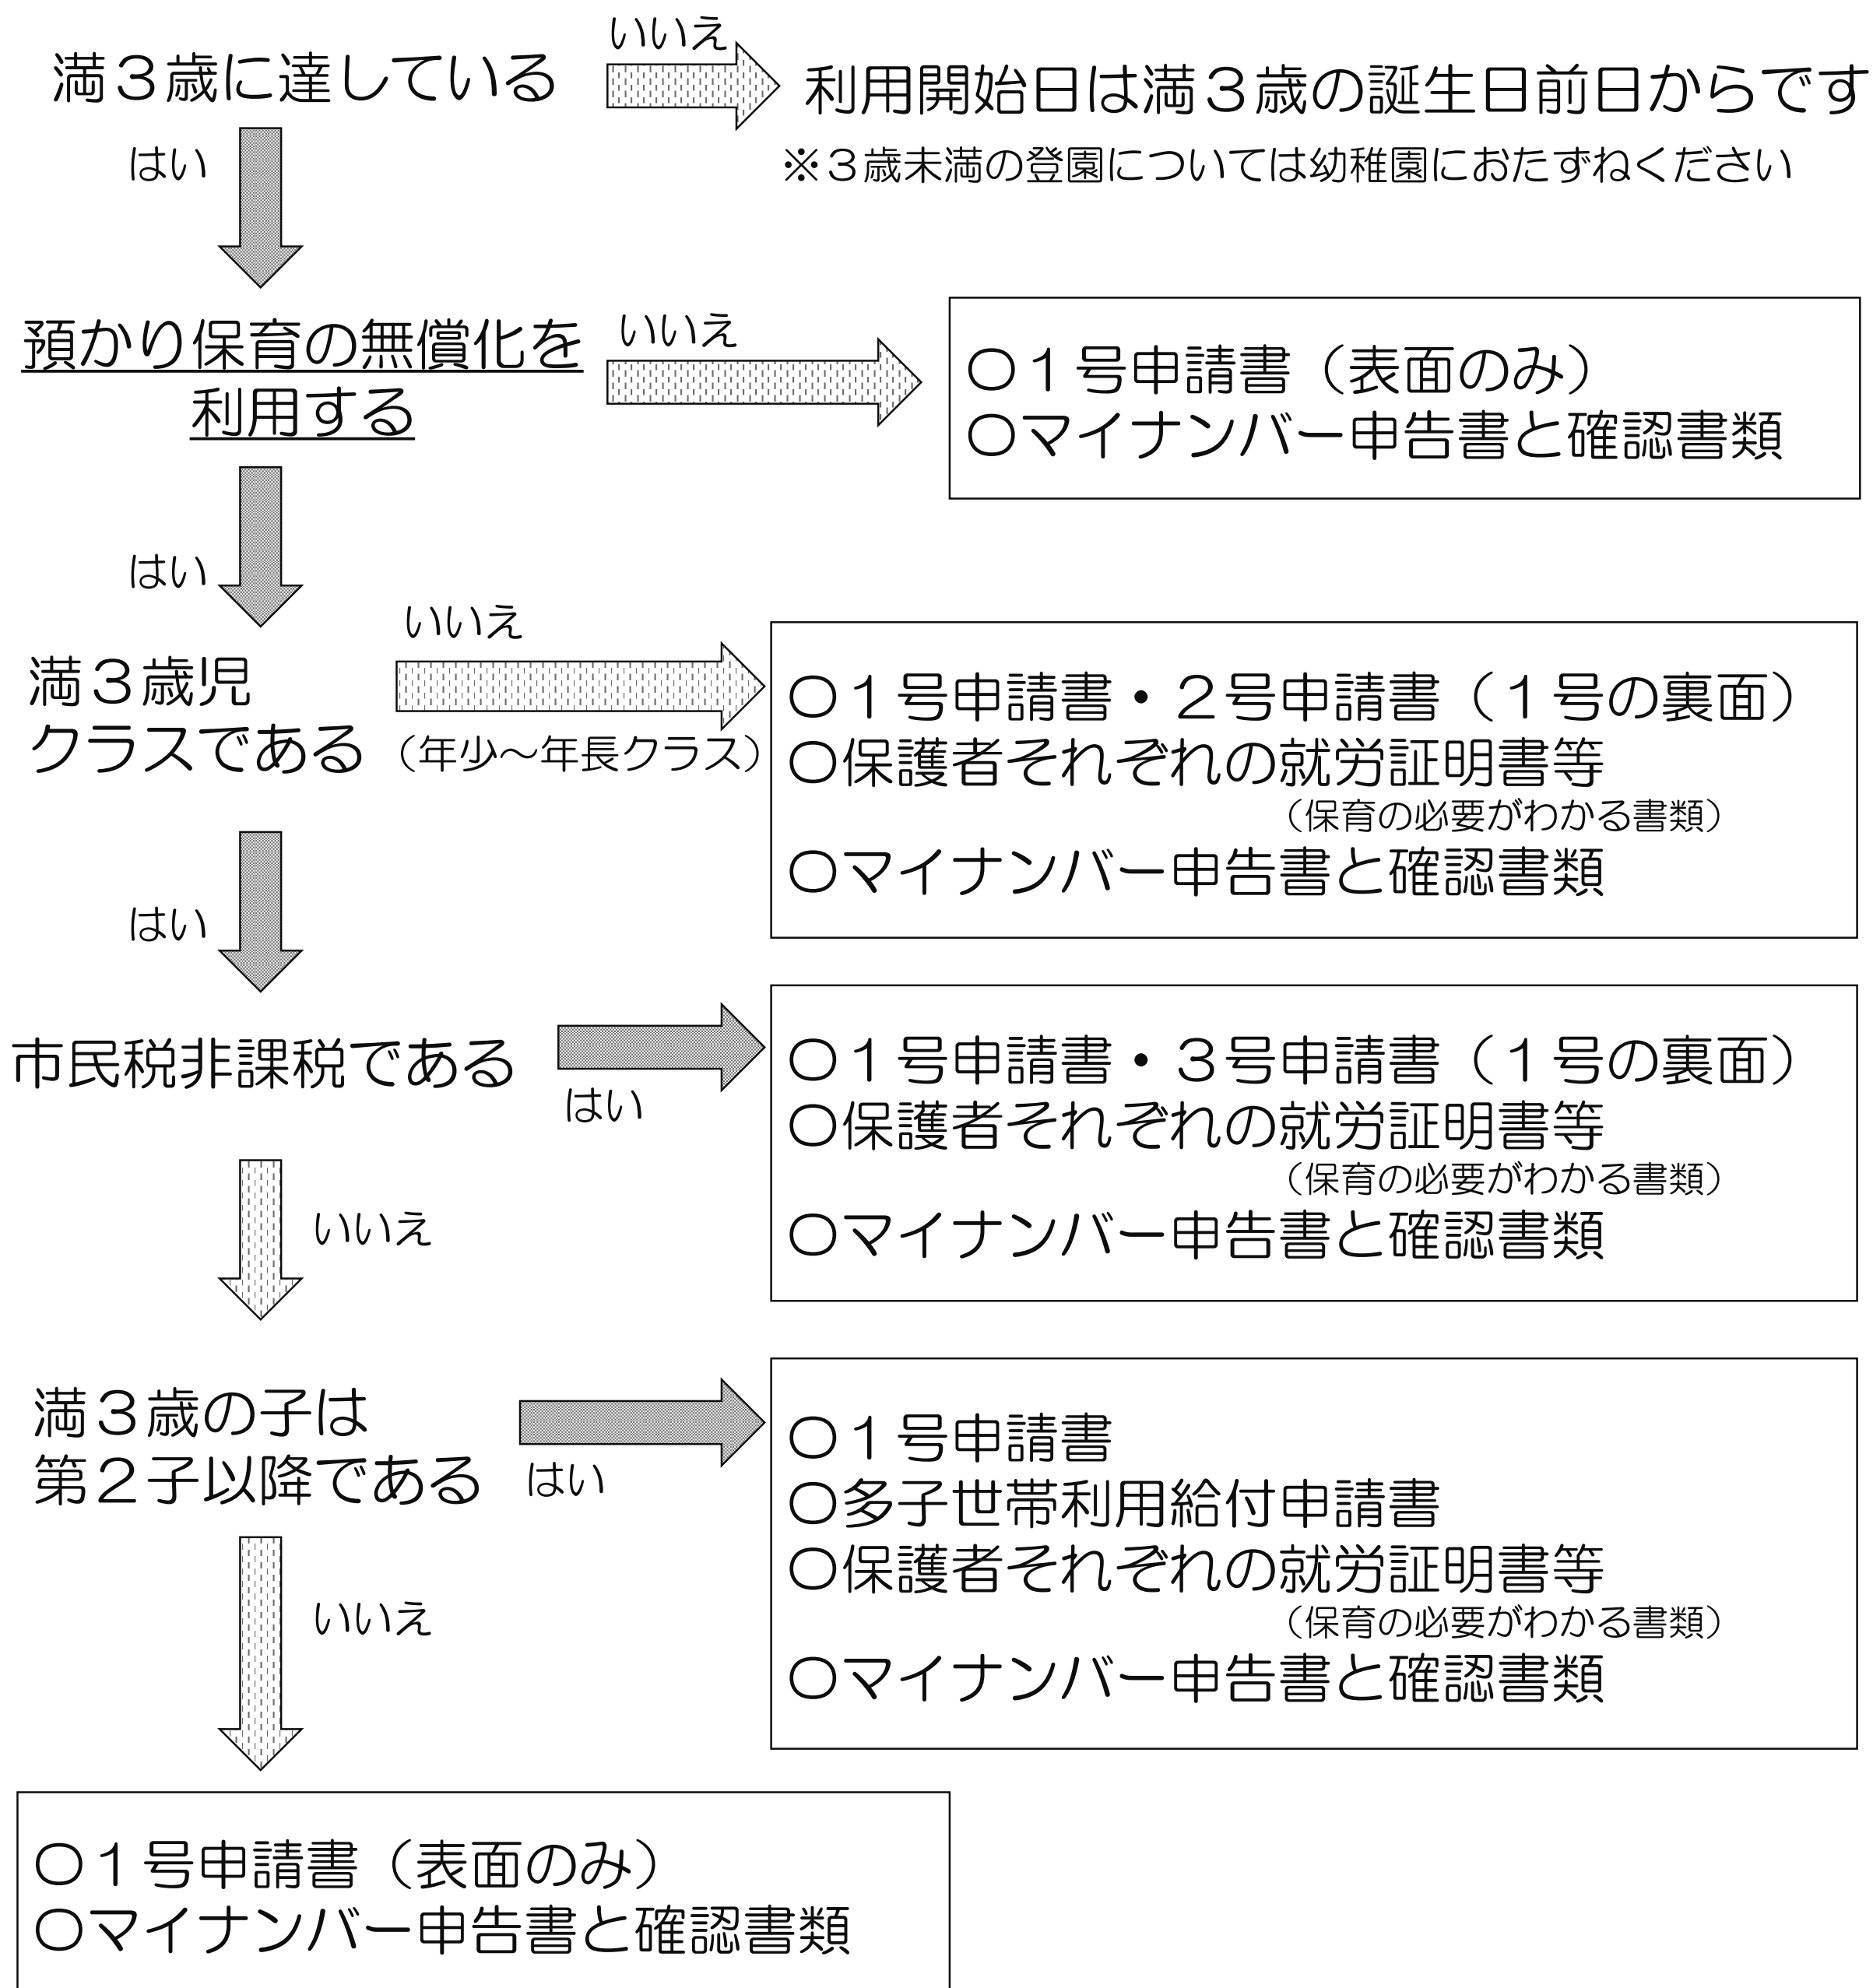 満３歳に達している
いいえ
利用開始日は満３歳の誕生日前日からです
※３歳未満の登園については幼稚園におたずねください
はい
預かり保育の無償化を
利用する
いいえ
〇１号申請書（表面のみ）
〇マイナンバー申告書と確認書類
はい
満３歳児
クラスである
いいえ
（年少～年長クラス）
〇１号申請書・２号申請書（１号の裏面）
〇保護者それぞれの就労証明書等
（保育の必要がわかる書類）
〇マイナンバー申告書と確認書類
はい
市民税非課税である
はい
〇１号申請書・３号申請書（１号の裏面）
〇保護者それぞれの就労証明書等
（保育の必要がわかる書類）
〇マイナンバー申告書と確認書類
いいえ
満３歳の子は
第２子以降である
はい
〇１号申請書
〇多子世帯利用給付申請書
〇保護者それぞれの就労証明書等
（保育の必要がわかる書類）
〇マイナンバー申告書と確認書類
いいえ
〇１号申請書（表面のみ）
〇マイナンバー申告書と確認書類